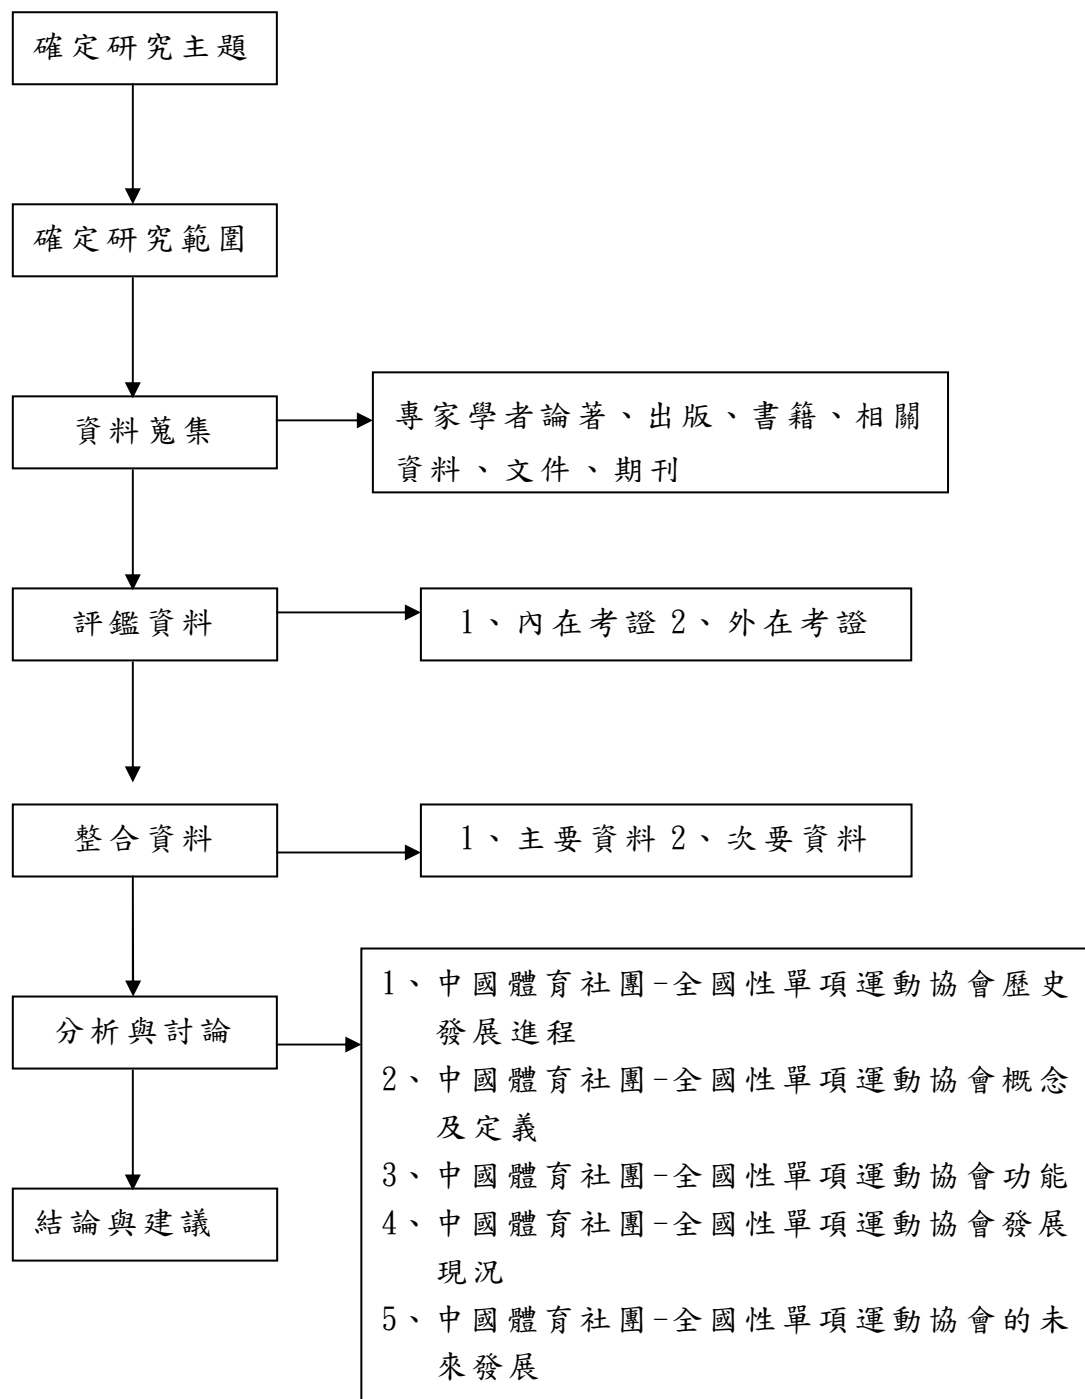 確定研究主題
確定研究範圍
資料蒐集
專家學者論著、出版、書籍、相關
資料、文件、期刊
評鑑資料
1、內在考證 2、外在考證
整合資料
1、主要資料 2、次要資料
分析與討論
1、中國體育社團-全國性單項運動協會歷史
發展進程
2、中國體育社團-全國性單項運動協會概念
及定義
3、中國體育社團-全國性單項運動協會功能
4、中國體育社團-全國性單項運動協會發展
現況
5、中國體育社團-全國性單項運動協會的未
來發展
結論與建議